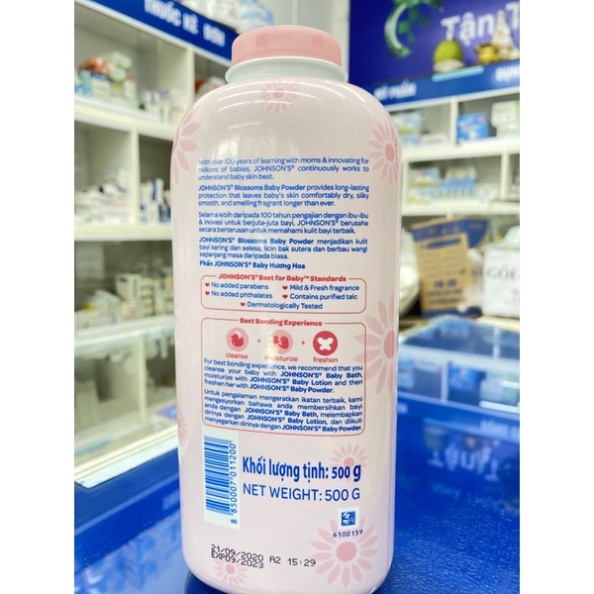 THUỐC KÊ ĐƠN
Tận T
With over 100 years of learning with moms & innovating for
millions of babies, JOHNSON'S® continuously works to
understand baby skin best.
JOHNSON'S® Blossoms Baby Powder provides long-lasting
protection that leaves baby's skin comfortably dry, silky
smooth, and smelling fragrant longer than ever.
Selama lebih daripada 100 tahun pengajian dengan ibu-ibu
& inovasi untuk berjuta-juta bayi, JOHNSON'S® berusaha
secara berterusan untuk memahami kulit bayi terbaik.
JOHNSON'S® Blossoms Baby Powder menjadikan kulit
bayi kering dan selesa, licin bak sutera dan berbau wangi
sepanjang masa daripada biasa.
Phấn JOHNSON'S® Baby Hương Hoa
JOHNSON'S® Best for Baby™ Standards
No added parabens Mild & Fresh fragrance
No added phthalates Contains purified talc
Dermatologically Tested
Best Bonding Experience
cleanse + moisturize + freshen
For best bonding experience, we recommend that you
cleanse your baby with JOHNSON'S® Baby Bath,
moisturize with JOHNSON'S® Baby Lotion and then
freshen her with JOHNSON'S® Baby Powder.
Untuk pengalaman mengeratkan ikatan terbaik, kami
mengesyorkan bahawa anda membersihkan bayi
anda dengan JOHNSON'S® Baby Bath, melembapkan
dirinya dengan JOHNSON'S® Baby Lotion, dan diikuti
menyegarkan dirinya dengan JOHNSON'S® Baby Powder.
8 850007 011200
Khối lượng tịnh: 500 g
NET WEIGHT: 500 G
6100159
21/09/2020 A2 15:29
EXP09/2023